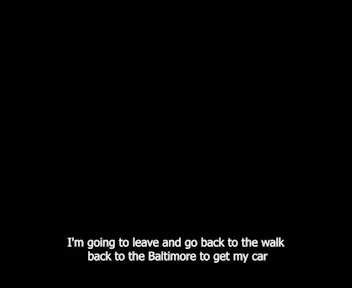 I'm going to leave and go back to the walk
back to the Baltimore to get my car